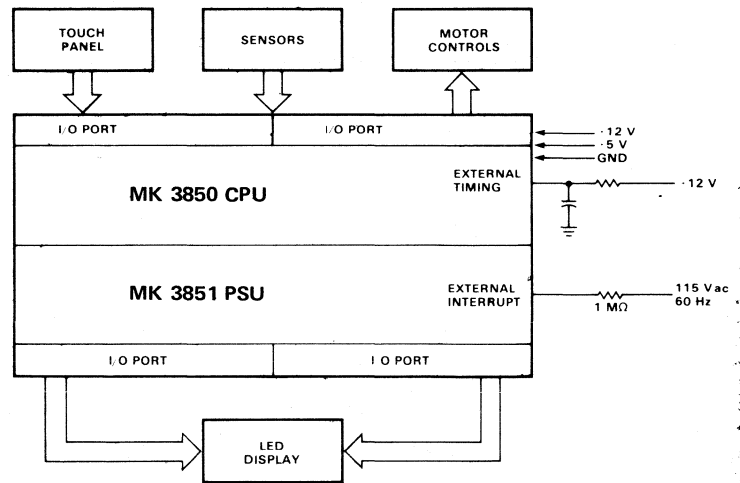 TOUCH
PANEL
SENSORS
MOTOR
CONTROLS
I/O PORT
I/O PORT
·12 V
·5 V
GND
EXTERNAL
TIMING
·12 V
MK 3850 CPU
MK 3851 PSU
EXTERNAL
INTERRUPT
1 MΩ
115 Vac
60 Hz
I/O PORT
I O PORT
LED
DISPLAY